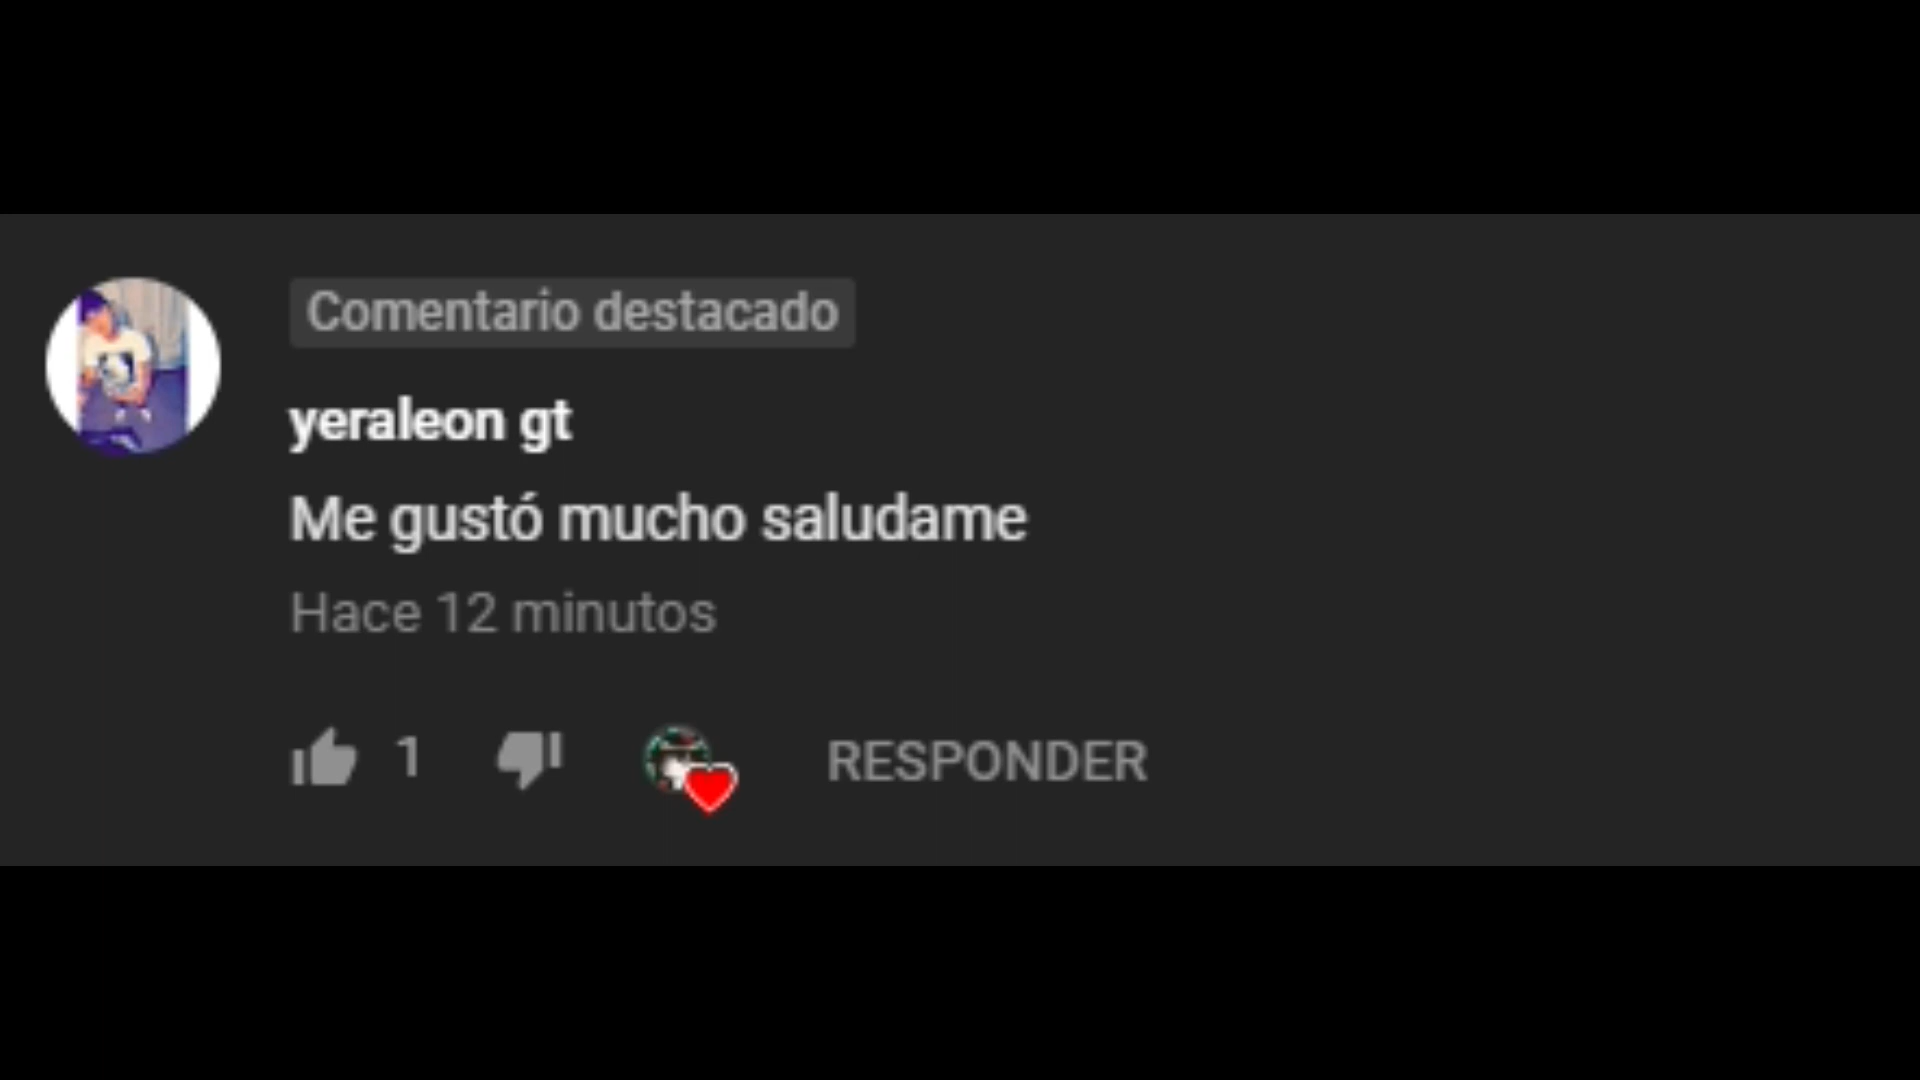 Comentario destacado
yeraleon gt
Me gustó mucho saludame
Hace 12 minutos
1
RESPONDER